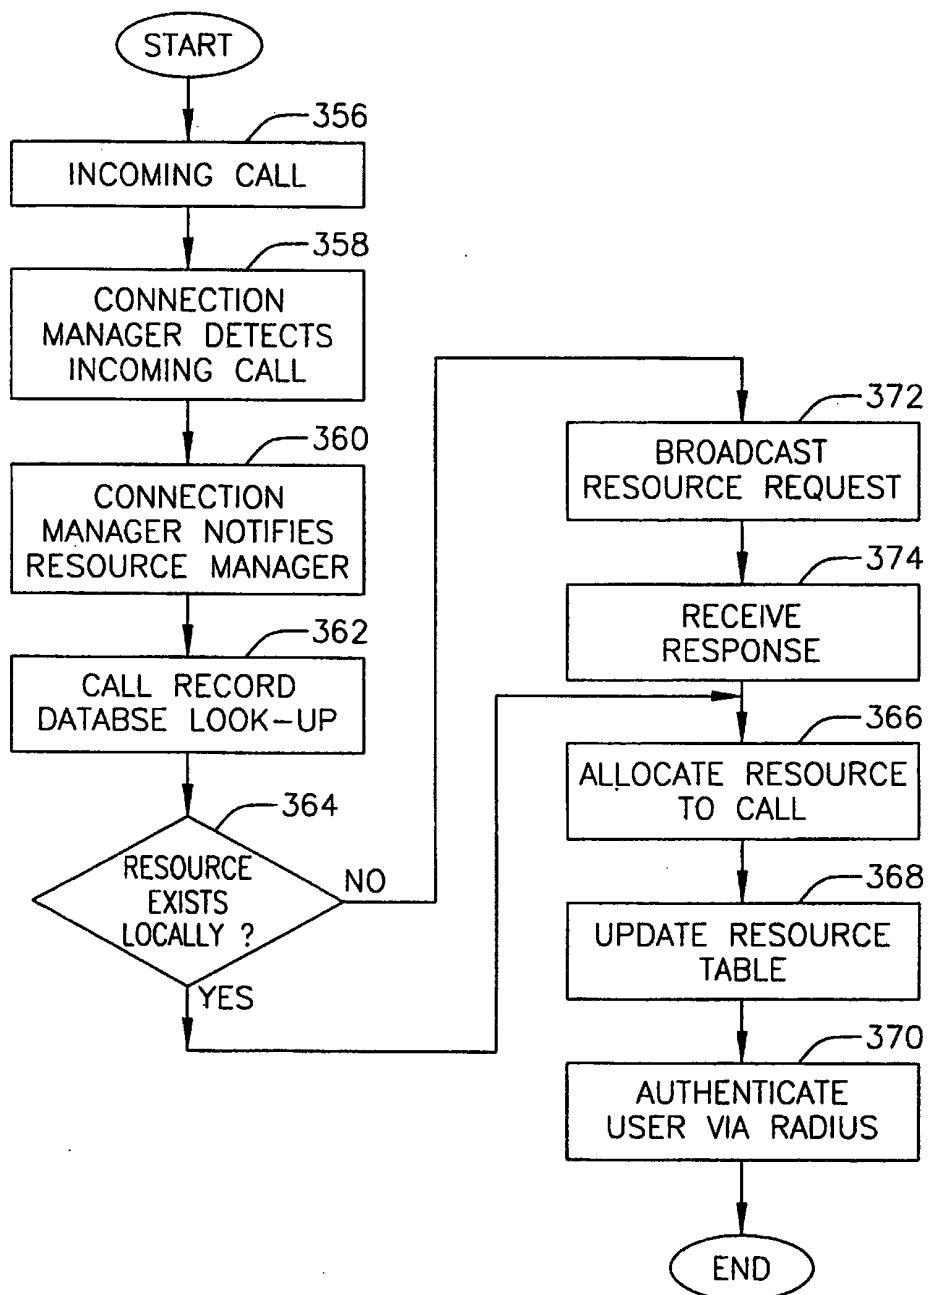 START
356
INCOMING CALL
358
CONNECTION
MANAGER DETECTS
INCOMING CALL
360
CONNECTION
MANAGER NOTIFIES
RESOURCE MANAGER
362
CALL RECORD
DATABSE LOOK-UP
364
RESOURCE
EXISTS
LOCALLY ?
NO
YES
372
BROADCAST
RESOURCE REQUEST
374
RECEIVE
RESPONSE
366
ALLOCATE RESOURCE
TO CALL
368
UPDATE RESOURCE
TABLE
370
AUTHENTICATE
USER VIA RADIUS
END